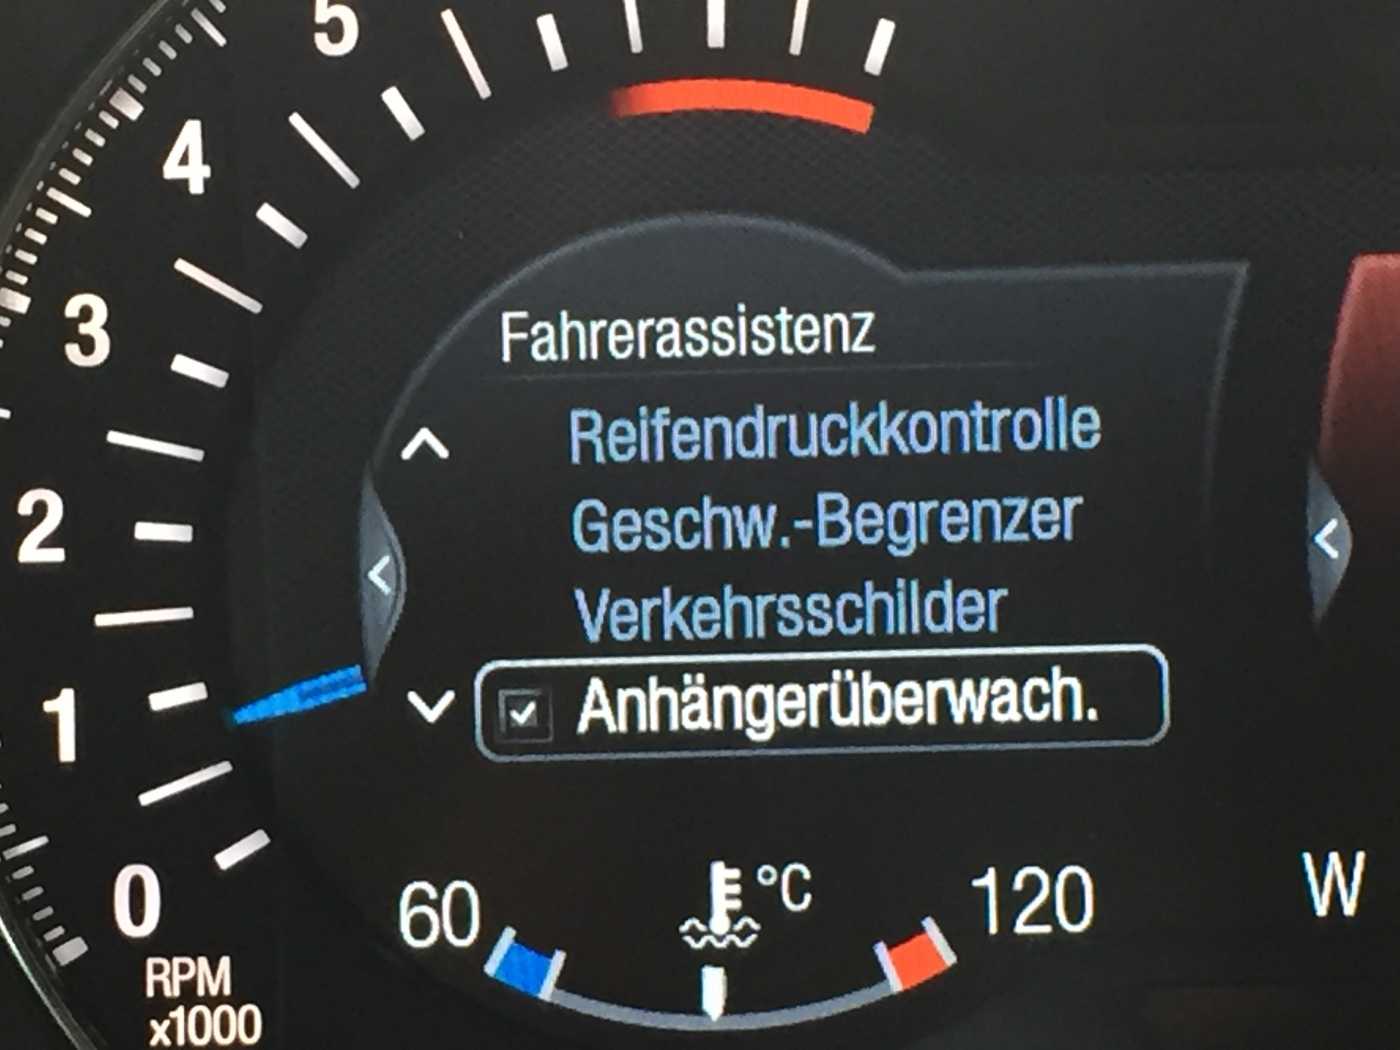 5
4
3
2
1
0
RPM
x1000
Fahrerassistenz
Reifendruckkontrolle
Geschw.-Begrenzer
Verkehrsschilder
Anhängerüberwach.
60
°C
120
W